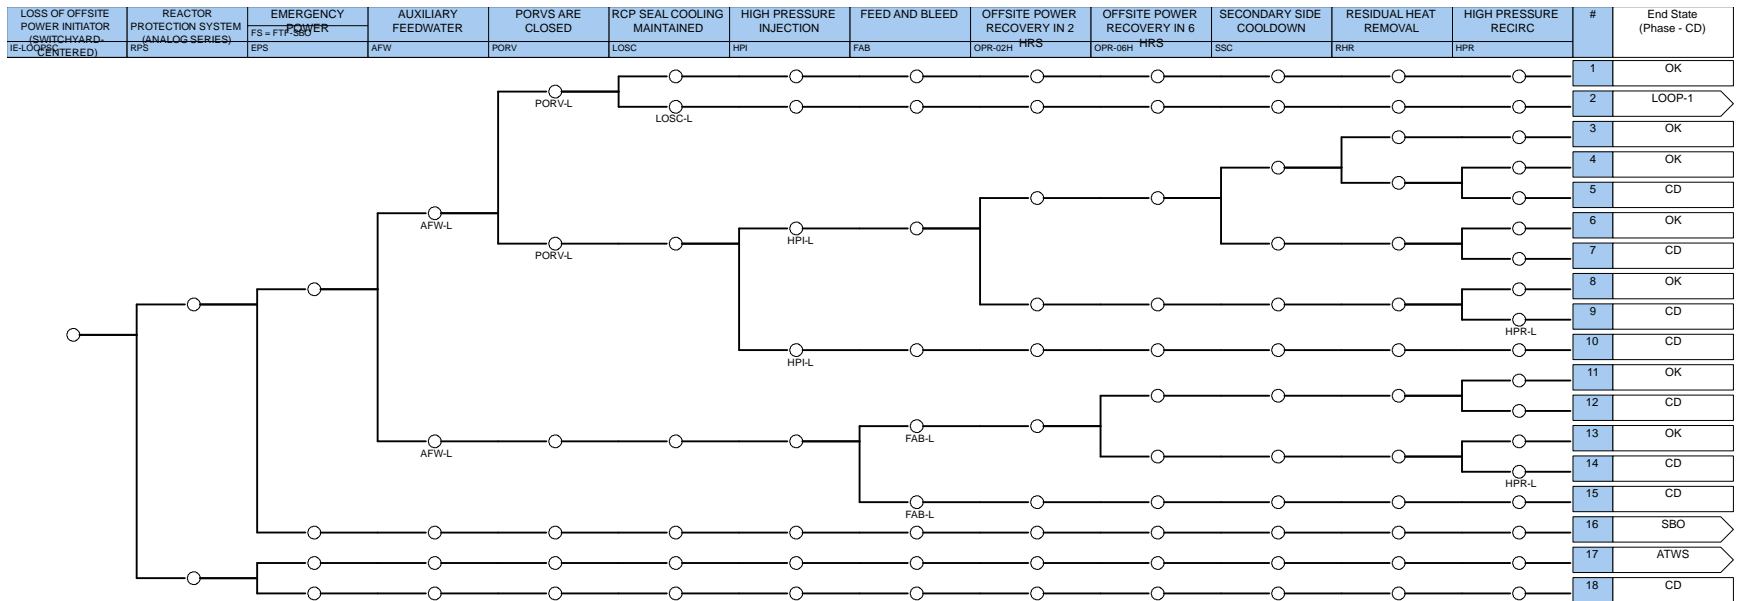 LOSS OF OFFSITE
POWER INITIATOR
(SWITCHYARD-
CENTERED)
IE-LOOPSC
REACTOR
PROTECTION SYSTEM
(ANALOG SERIES)
RPS
EMERGENCY
POWER
FS = FTF-SBO
EPS
AUXILIARY
FEEDWATER
AFW
PORVS ARE
CLOSED
PORV
RCP SEAL COOLING
MAINTAINED
LOSC
HIGH PRESSURE
INJECTION
HPI
FEED AND BLEED
FAB
OFFSITE POWER
RECOVERY IN 2
HRS
OPR-02H
OFFSITE POWER
RECOVERY IN 6
HRS
OPR-06H
SECONDARY SIDE
COOLDOWN
SSC
RESIDUAL HEAT
REMOVAL
RHR
HIGH PRESSURE
RECIRC
HPR
#
End State
(Phase - CD)
1 OK
PORV-L
2 LOOP-1
LOSC-L
3 OK
4 OK
5 CD
AFW-L
6 OK
HPI-L
PORV-L
7 CD
8 OK
9 CD
HPR-L
10 CD
HPI-L
11 OK
12 CD
13 OK
FAB-L
AFW-L
14 CD
HPR-L
15 CD
FAB-L
16 SBO
17 ATWS
18 CD